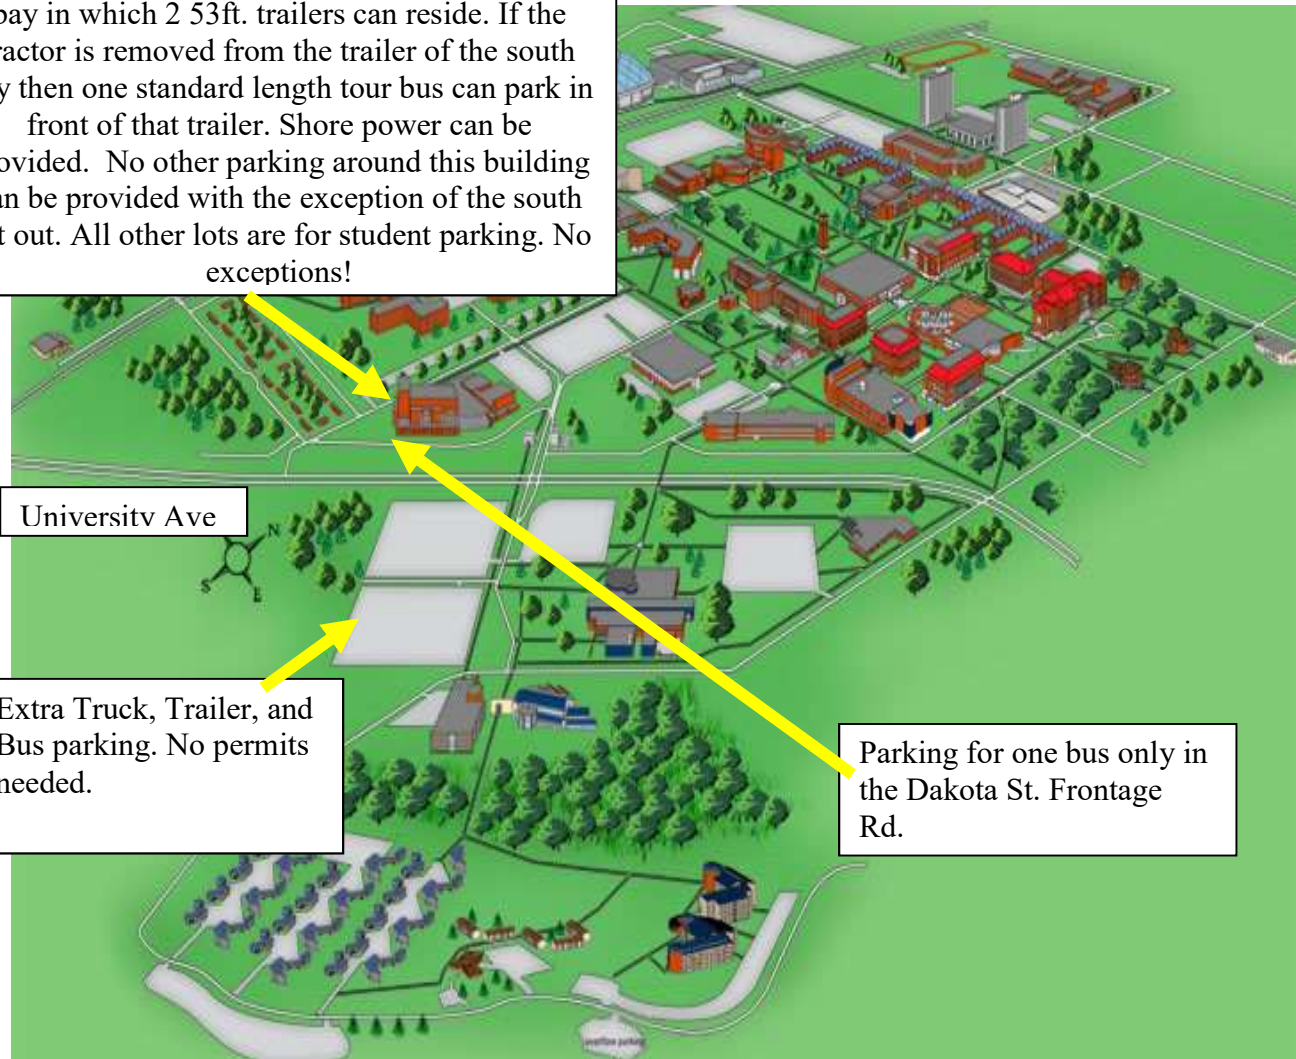 bay in which 2 53ft. trailers can reside. If the
ractor is removed from the trailer of the south
y then one standard length tour bus can park in
front of that trailer. Shore power can be
ovided. No other parking around this building
an be provided with the exception of the south
t out. All other lots are for student parking. No
exceptions!
University Ave
N
S
E
Extra Truck, Trailer, and
Bus parking. No permits
needed.
Parking for one bus only in
the Dakota St. Frontage
Rd.
overflow parking